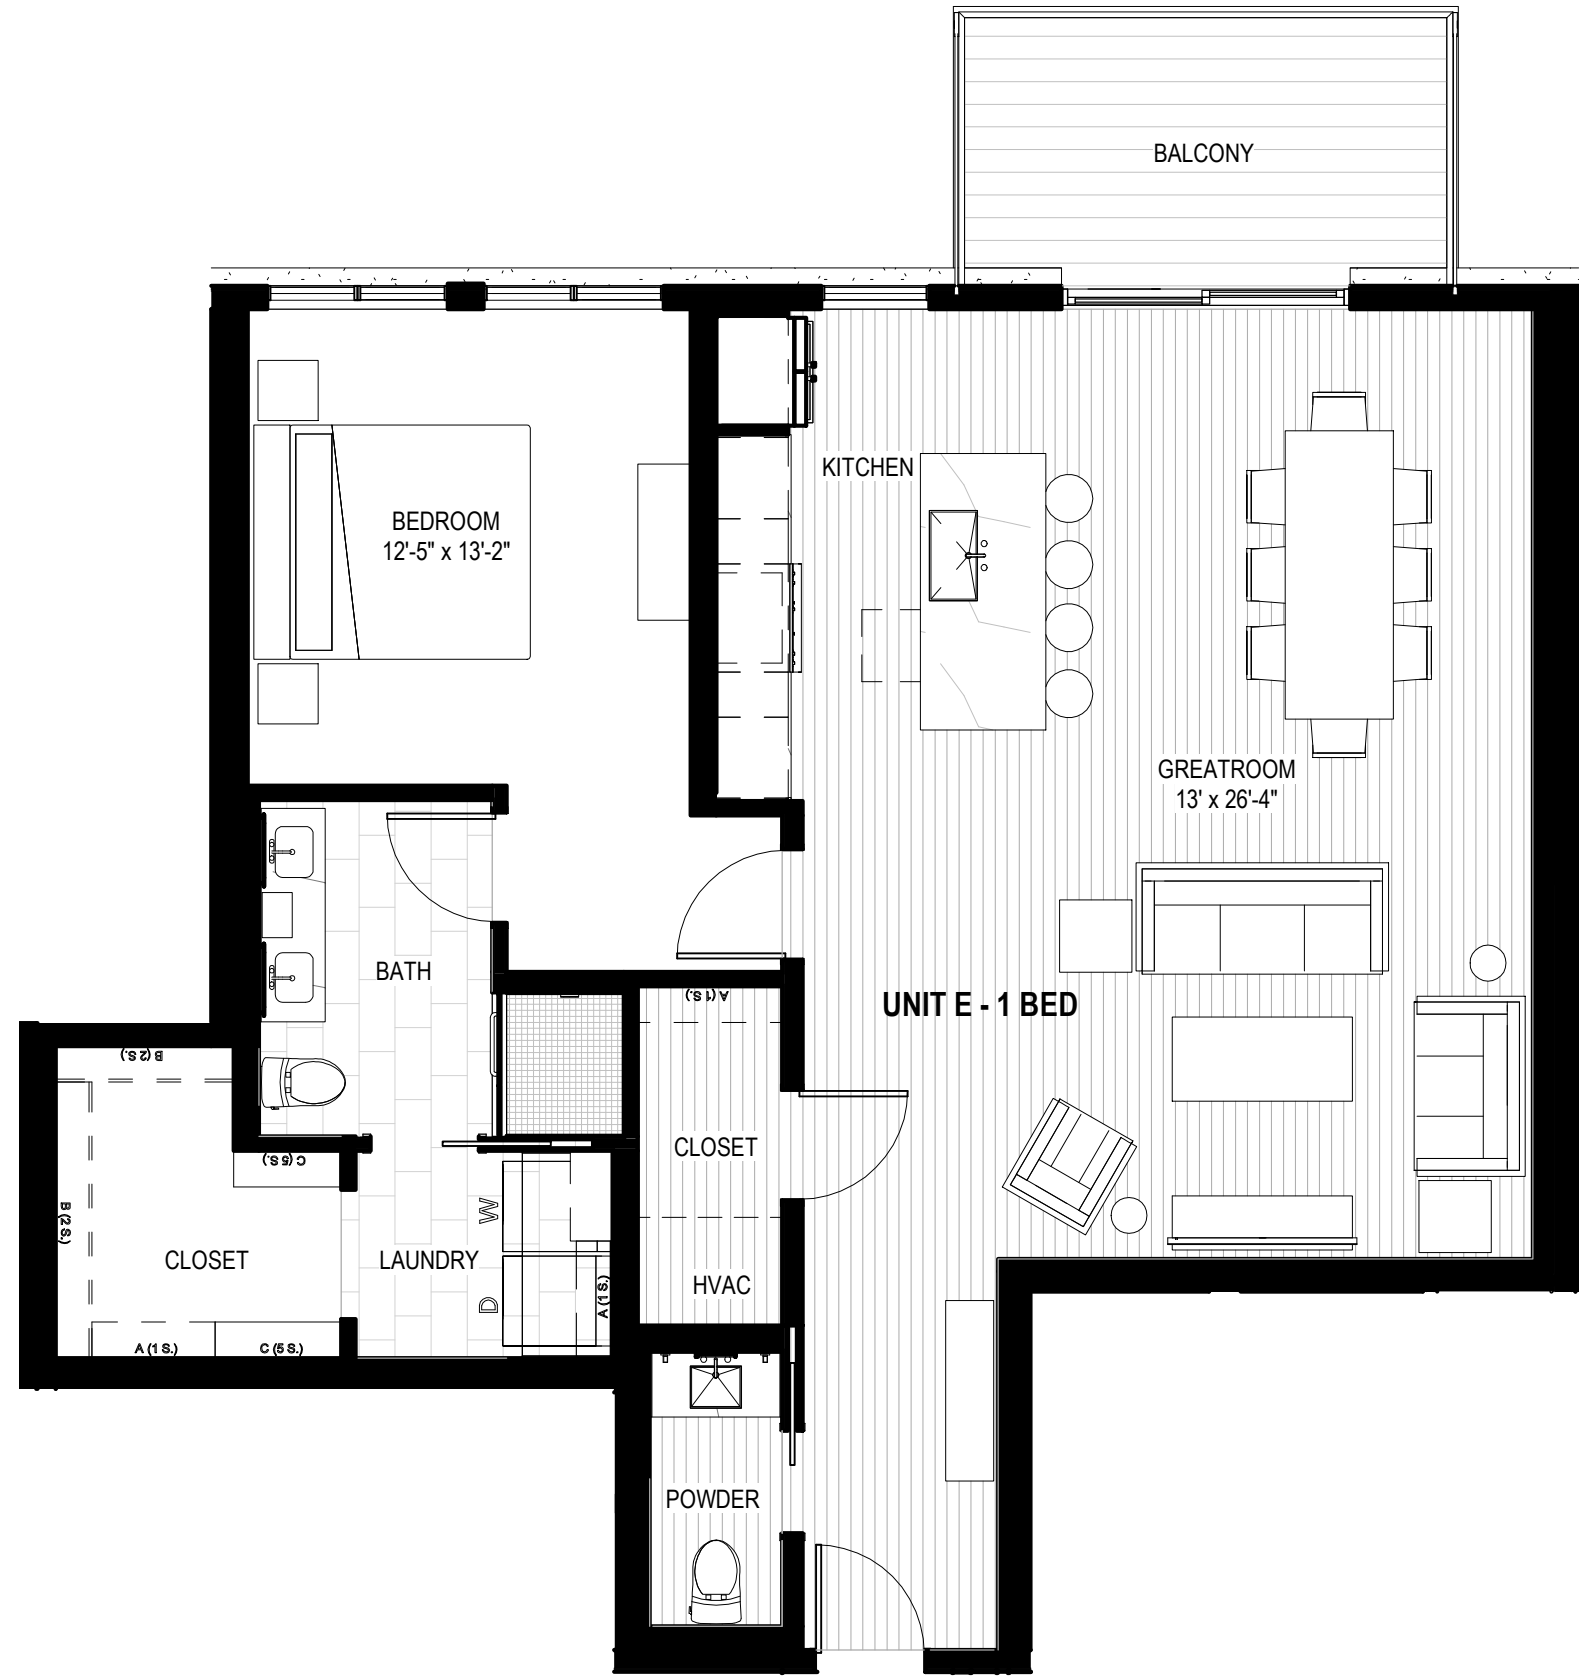 BALCONY
KITCHEN
BEDROOM
12'-5" x 13'-2"
GREATROOM
13' x 26'-4"
BATH
A (1 S.)
UNIT E - 1 BED
B (2 S.)
CLOSET
C (5 S.)
B (2 S.)
W
CLOSET
LAUNDRY
HVAC
D
A (1 S.)
A (1 S.)
C (5 S.)
POWDER